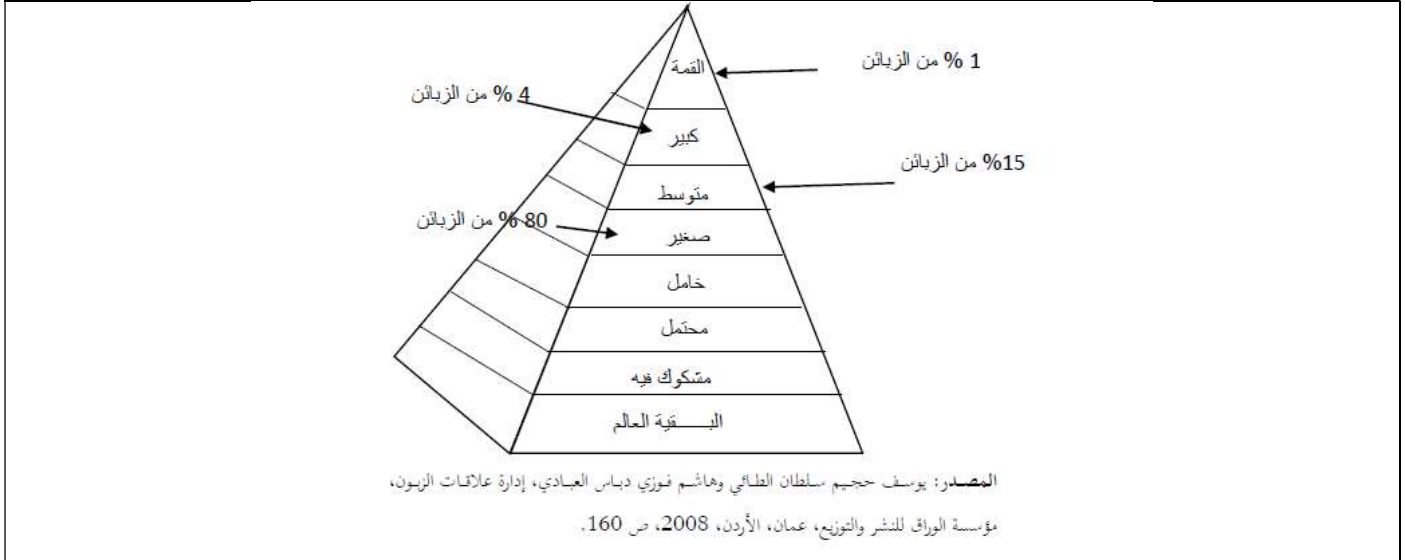 القمة
1 % من الزبائن
4 % من الزبائن
كبير
15% من الزبائن
متوسط
80 % من الزبائن
صغير
خامل
محتمل
مشكوك فيه
البـــــقية العالم
المصدر: يوسف حجيم سلطان الطائي وهاشم فوزي دباس العبادي، إدارة علاقات الزبون،
مؤسسة الوراق للنشر والتوزيع، عمان، الأردن، 2008، ص 160.